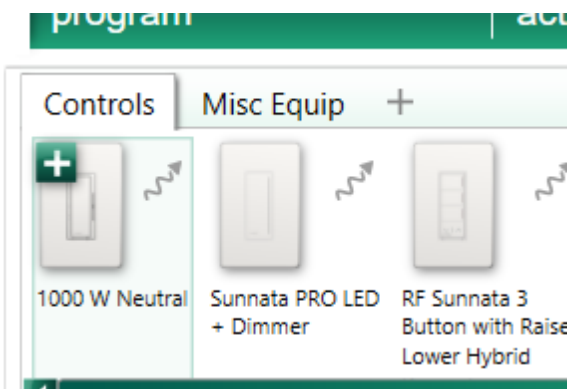 program
Controls
Misc Equip
1000 W Neutral
Sunnata PRO LED
+ Dimmer
RF Sunnata 3
Button with Raise
Lower Hybrid